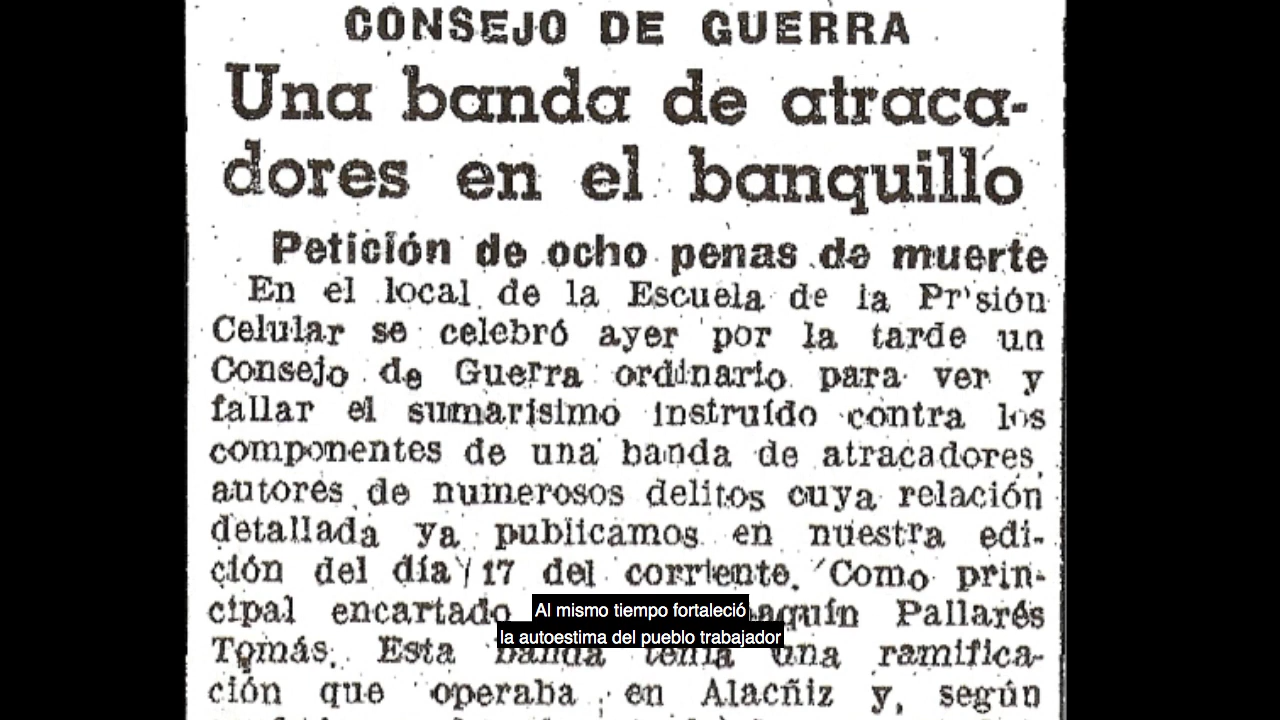 CONSEJO DE GUERRA
Una banda de atraca-
dores en el banquillo
Petición de ocho penas de muerte
En el local de la Escuela de la Pr'sión
Celular se celebró ayer por la tarde un
Consejo de Guerra ordinario para ver y
fallar el sumarísimo instruído contra los
componentes de una banda de atracadores,
autores de numerosos delitos cuya relación
detallada ya publicamos en nuestra edi-
ción del día 17 del corriente. Como prin-
cipal encartado Pallarés
Al mismo tiempo fortaleció
la autoestima del pueblo trabajador
Tomás. Esta banda tenía una ramifica-
ción que operaba en Alacñiz y, según